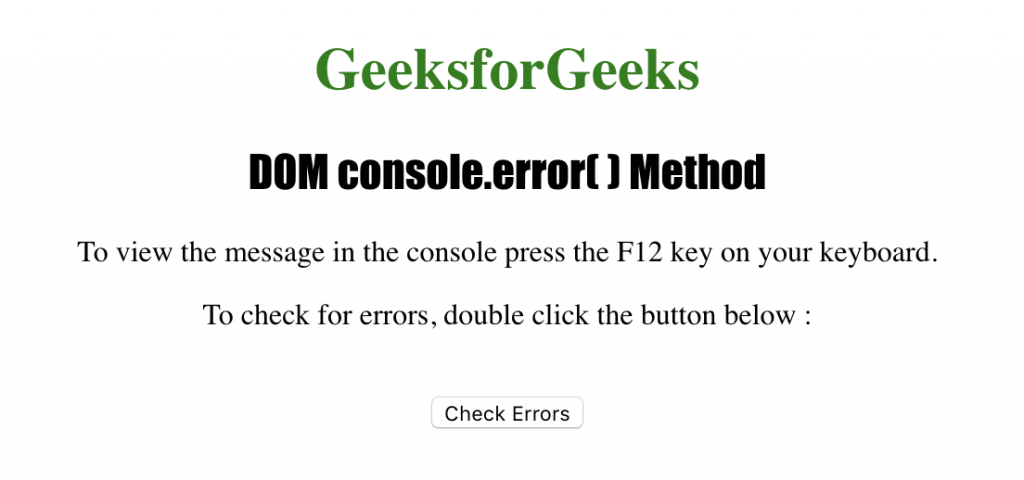 GeeksforGeeks
DOM console.error( ) Method
To view the message in the console press the F12 key on your keyboard.
To check for errors, double click the button below :
Check Errors